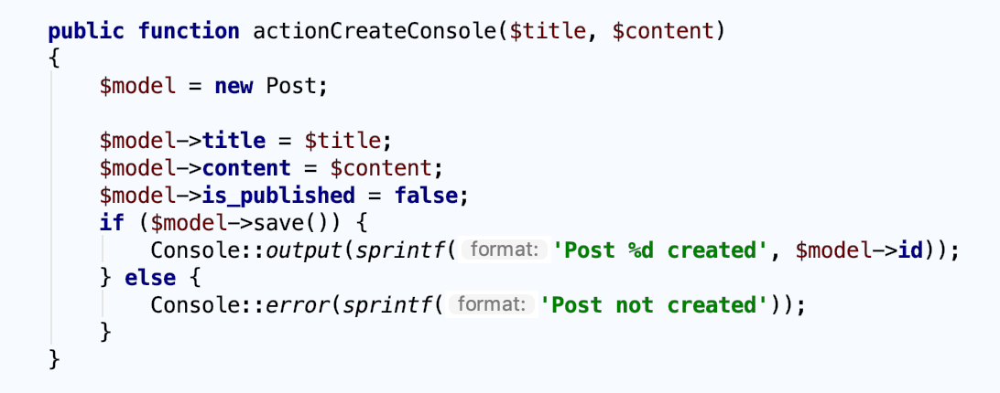 public function actionCreateConsole($title, $content)
{
    $model = new Post;

    $model->title = $title;
    $model->content = $content;
    $model->is_published = false;
    if ($model->save()) {
        Console::output(sprintf( format: 'Post %d created', $model->id));
    } else {
        Console::error(sprintf( format: 'Post not created'));
    }
}